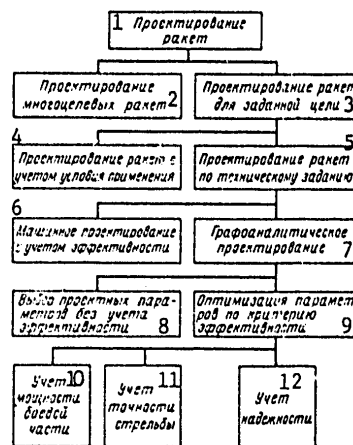 1 Проектирование
ракет
Проектирование
многоцелевых ракет 2
Проектирование ракет
для заданной цели 3
4
Проектирование ракет с
учетом условия применения
5
Проектирование ракет
по техническому заданию
6
Машинное проектирование
с учетом эффективности
Графоаналитическое
проектирование
7
Выбор проектных пара-
метров без учета
эффективности 8
Оптимизация парамет-
ров по критерию
эффективности 9
10
Учет
мощности
боевой
части
11
Учет
точности
стрельбы
12
Учет
надежности